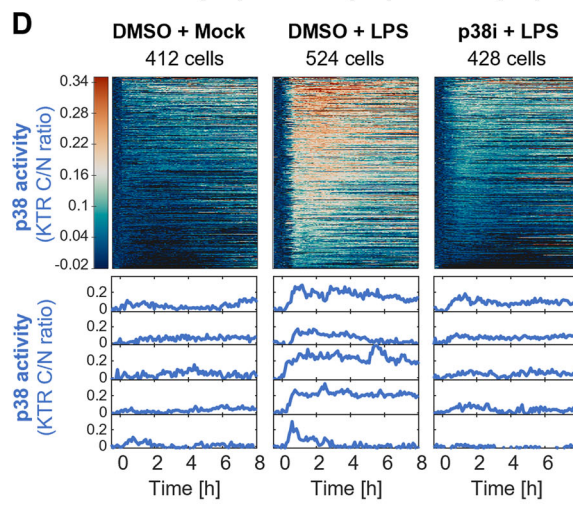 D
DMSO + Mock DMSO + LPS p38i + LPS
412 cells 524 cells 428 cells
p38 activity
(KTR C/N ratio)
0.34
0.28
0.22
0.16
0.1
0.04
-0.02
p38 activity
(KTR C/N ratio)
0.2
0
0.2
0
0.2
0
0.2
0
0.2
0
0 2 4 6 8 0 2 4 6 8 0 2 4 6
Time [h] Time [h] Time [h]